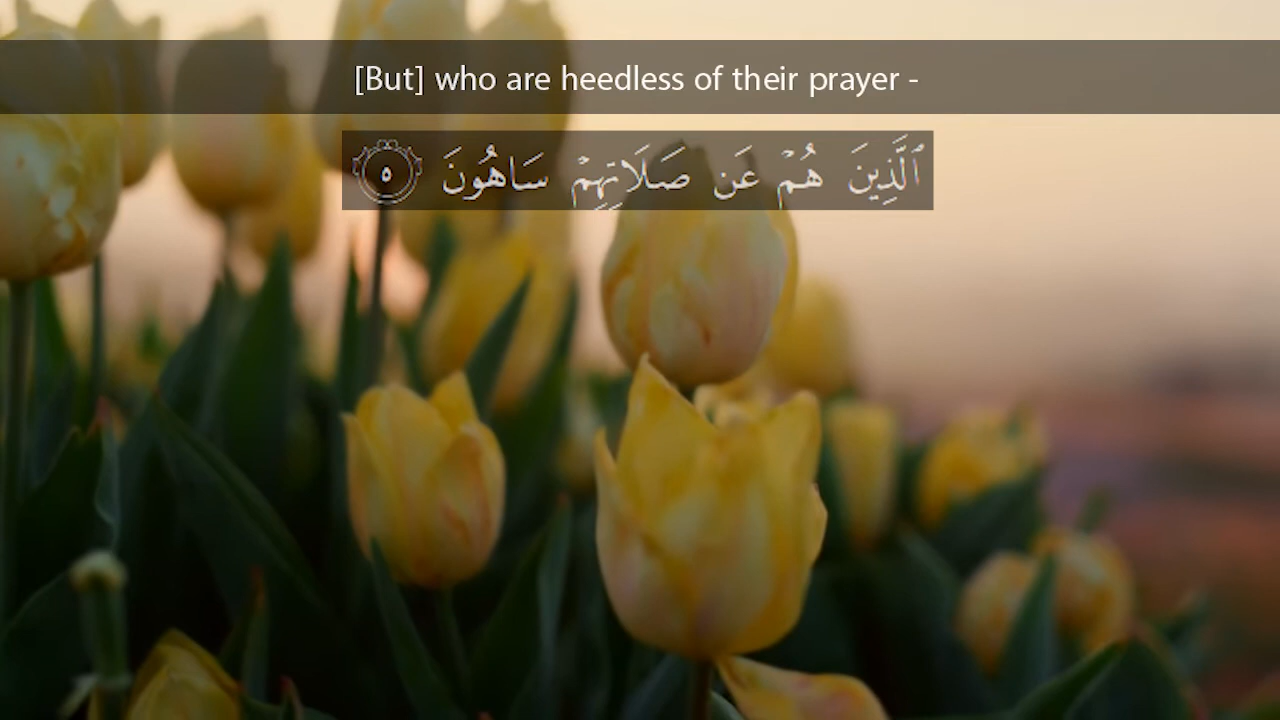 [But] who are heedless of their prayer -
ٱلَّذِينَ هُمۡ عَن صَلَاتِهِمۡ سَاهُونَ ٥